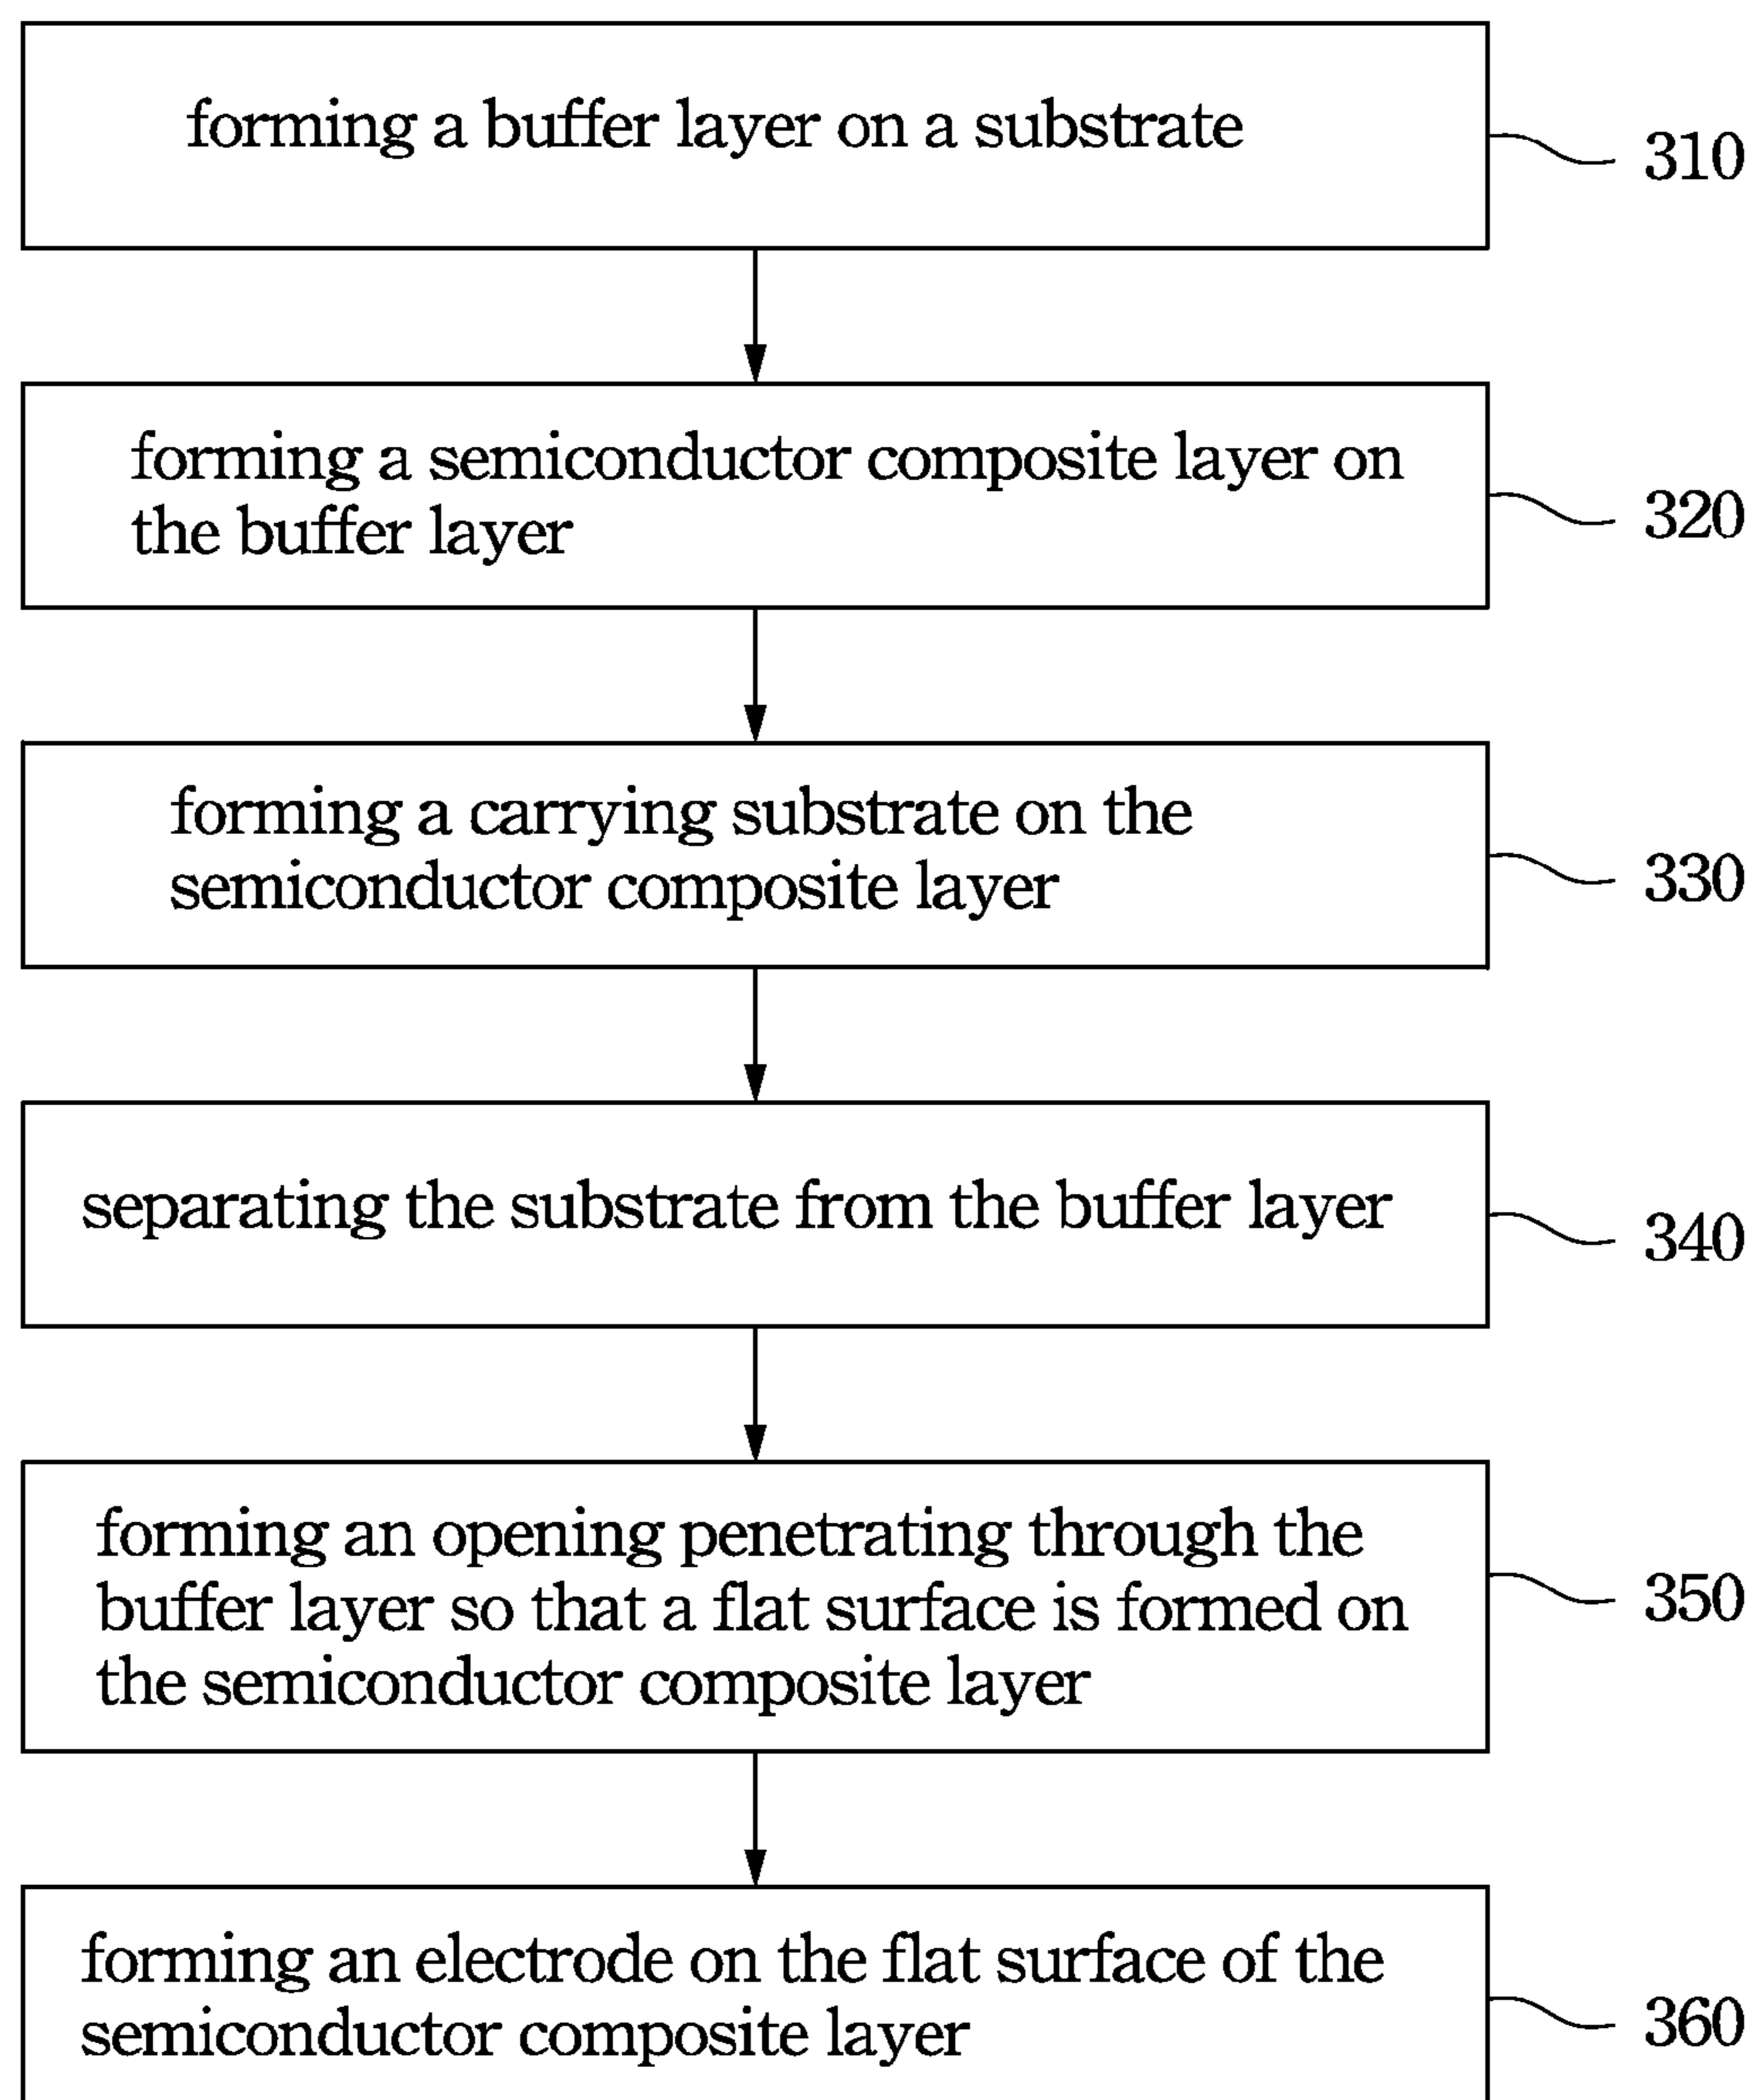 forming a buffer layer on a substrate
310
forming a semiconductor composite layer on
the buffer layer
320
forming a carrying substrate on the
semiconductor composite layer
330
separating the substrate from the buffer layer
340
forming an opening penetrating through the
buffer layer so that a flat surface is formed on
the semiconductor composite layer
350
forming an electrode on the flat surface of the
semiconductor composite layer
360